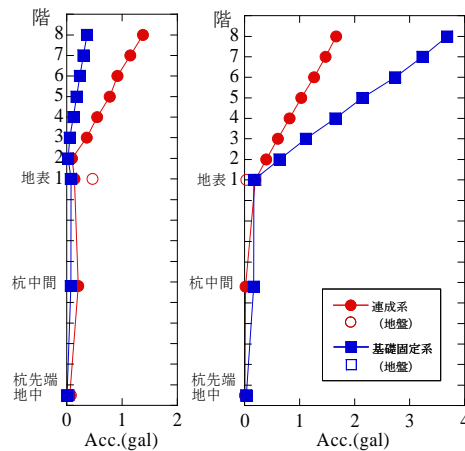 階
8
7
6
5
4
3
2
地表 1
杭中間
杭先端
地中
0 1 2
Acc.(gal)
8
7
6
5
4
3
2
地表 1
杭中間
杭先端
地中
0 1 2 3 4
Acc.(gal)
階
連成系
(地盤)
基礎固定系
(地盤)